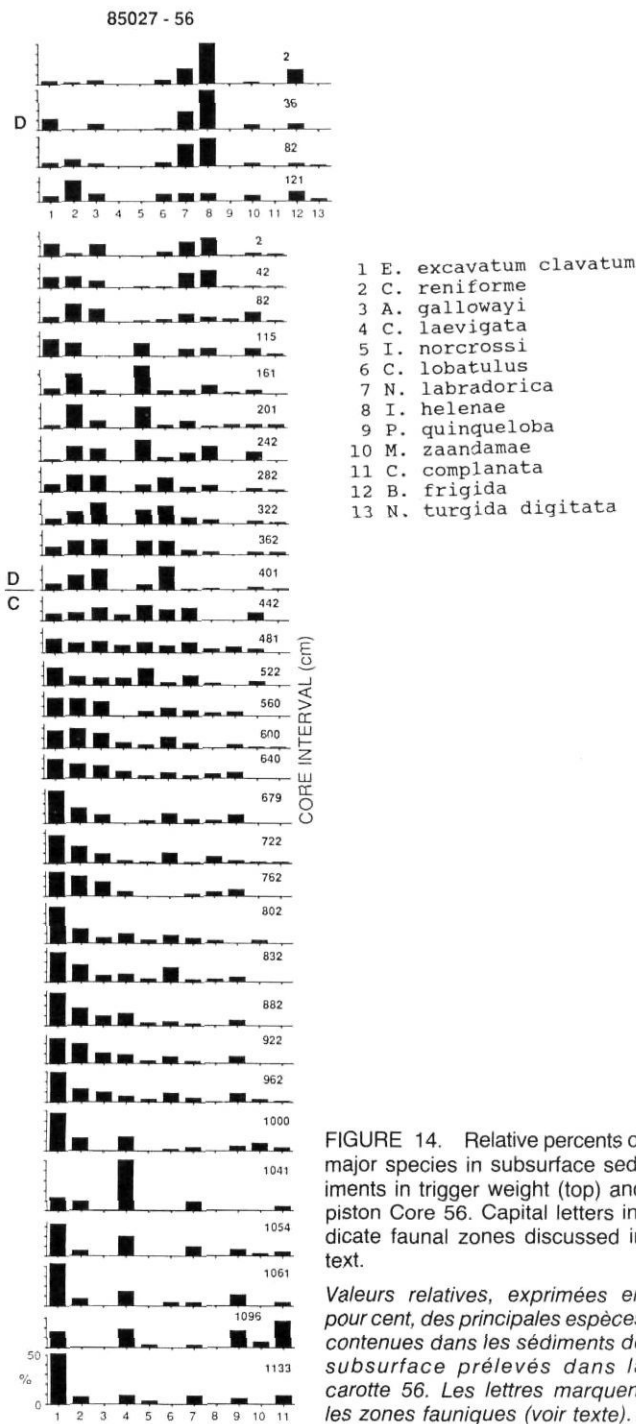 85027 - 56
2
36
D
82
121
1 2 3 4 5 6 7 8 9 10 11 12 13
2
42
82
115
161
201
242
282
322
362
401
D
C
442
481
522
560
600
640
679
722
762
802
832
882
922
962
1000
1041
1054
1061
1096
50
%
0
1133
1 2 3 4 5 6 7 8 9 10 11
CORE INTERVAL (cm)
1 E. excavatum clavatum
2 C. reniforme
3 A. gallowayi
4 C. laevigata
5 I. norcrossi
6 C. lobatulus
7 N. labradorica
8 I. helenae
9 P. quinqueloba
10 M. zaandamae
11 C. complanata
12 B. frigida
13 N. turgida digitata
FIGURE 14. Relative percents o
major species in subsurface sed
iments in trigger weight (top) and
piston Core 56. Capital letters in
dicate faunal zones discussed in
text.
Valeurs relatives, exprimées en
pour cent, des principales espèces
contenues dans les sédiments de
subsurface prélevés dans la
carotte 56. Les lettres marquent
les zones fauniques (voir texte).